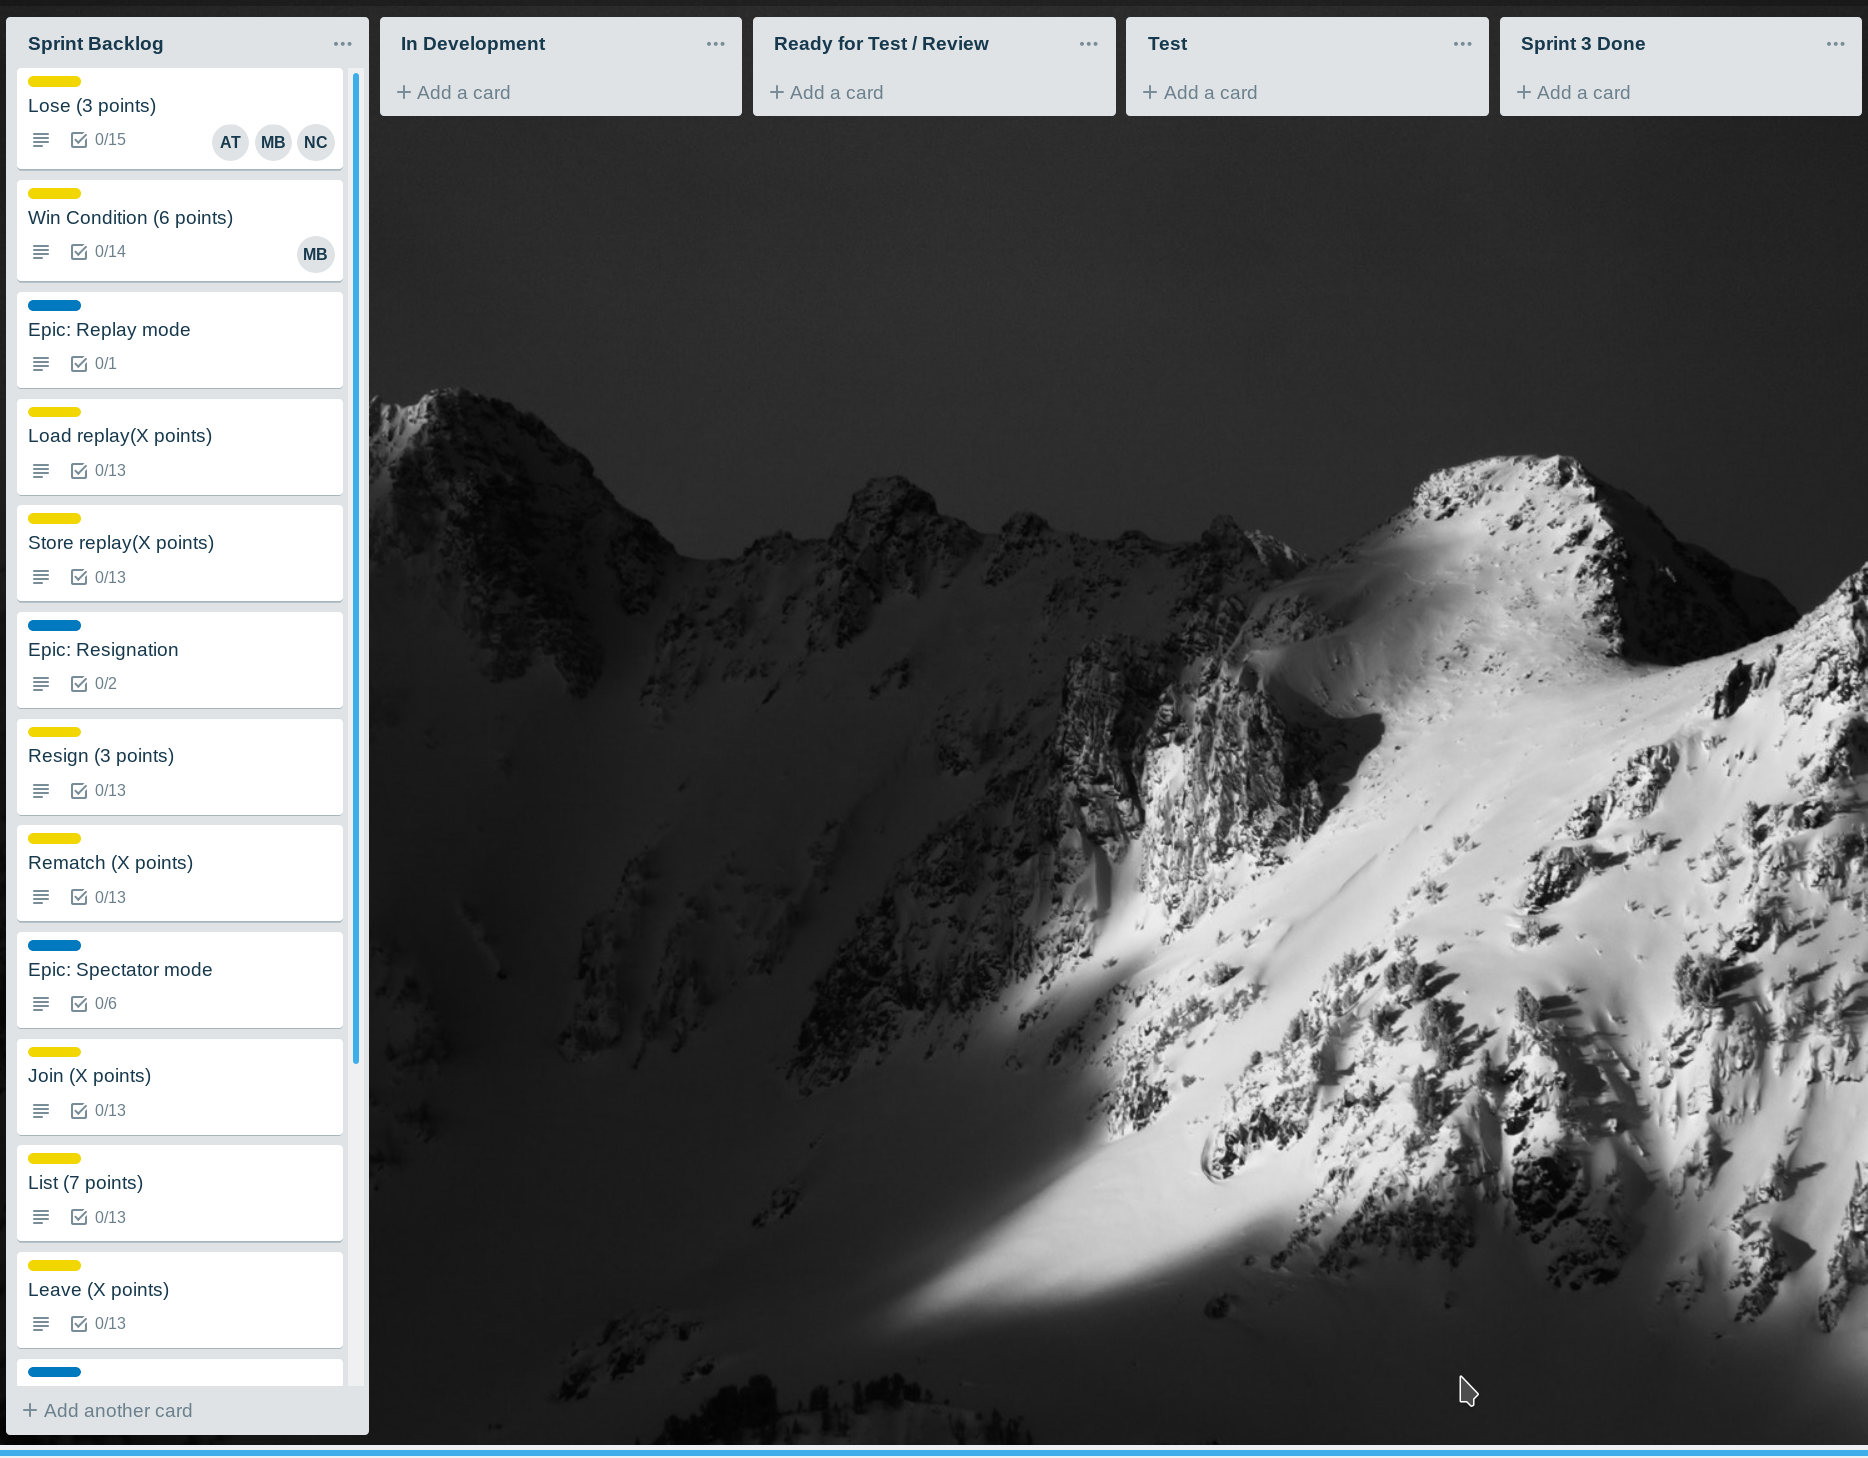 Sprint Backlog
Lose (3 points)
0/15
AT MB NC
Win Condition (6 points)
0/14
MB
Epic: Replay mode
0/1
Load replay(X points)
0/13
Store replay(X points)
0/13
Epic: Resignation
0/2
Resign (3 points)
0/13
Rematch (X points)
0/13
Epic: Spectator mode
0/6
Join (X points)
0/13
List (7 points)
0/13
Leave (X points)
0/13
Add another card
In Development
Add a card
Ready for Test / Review
Add a card
Test
Add a card
Sprint 3 Done
Add a card